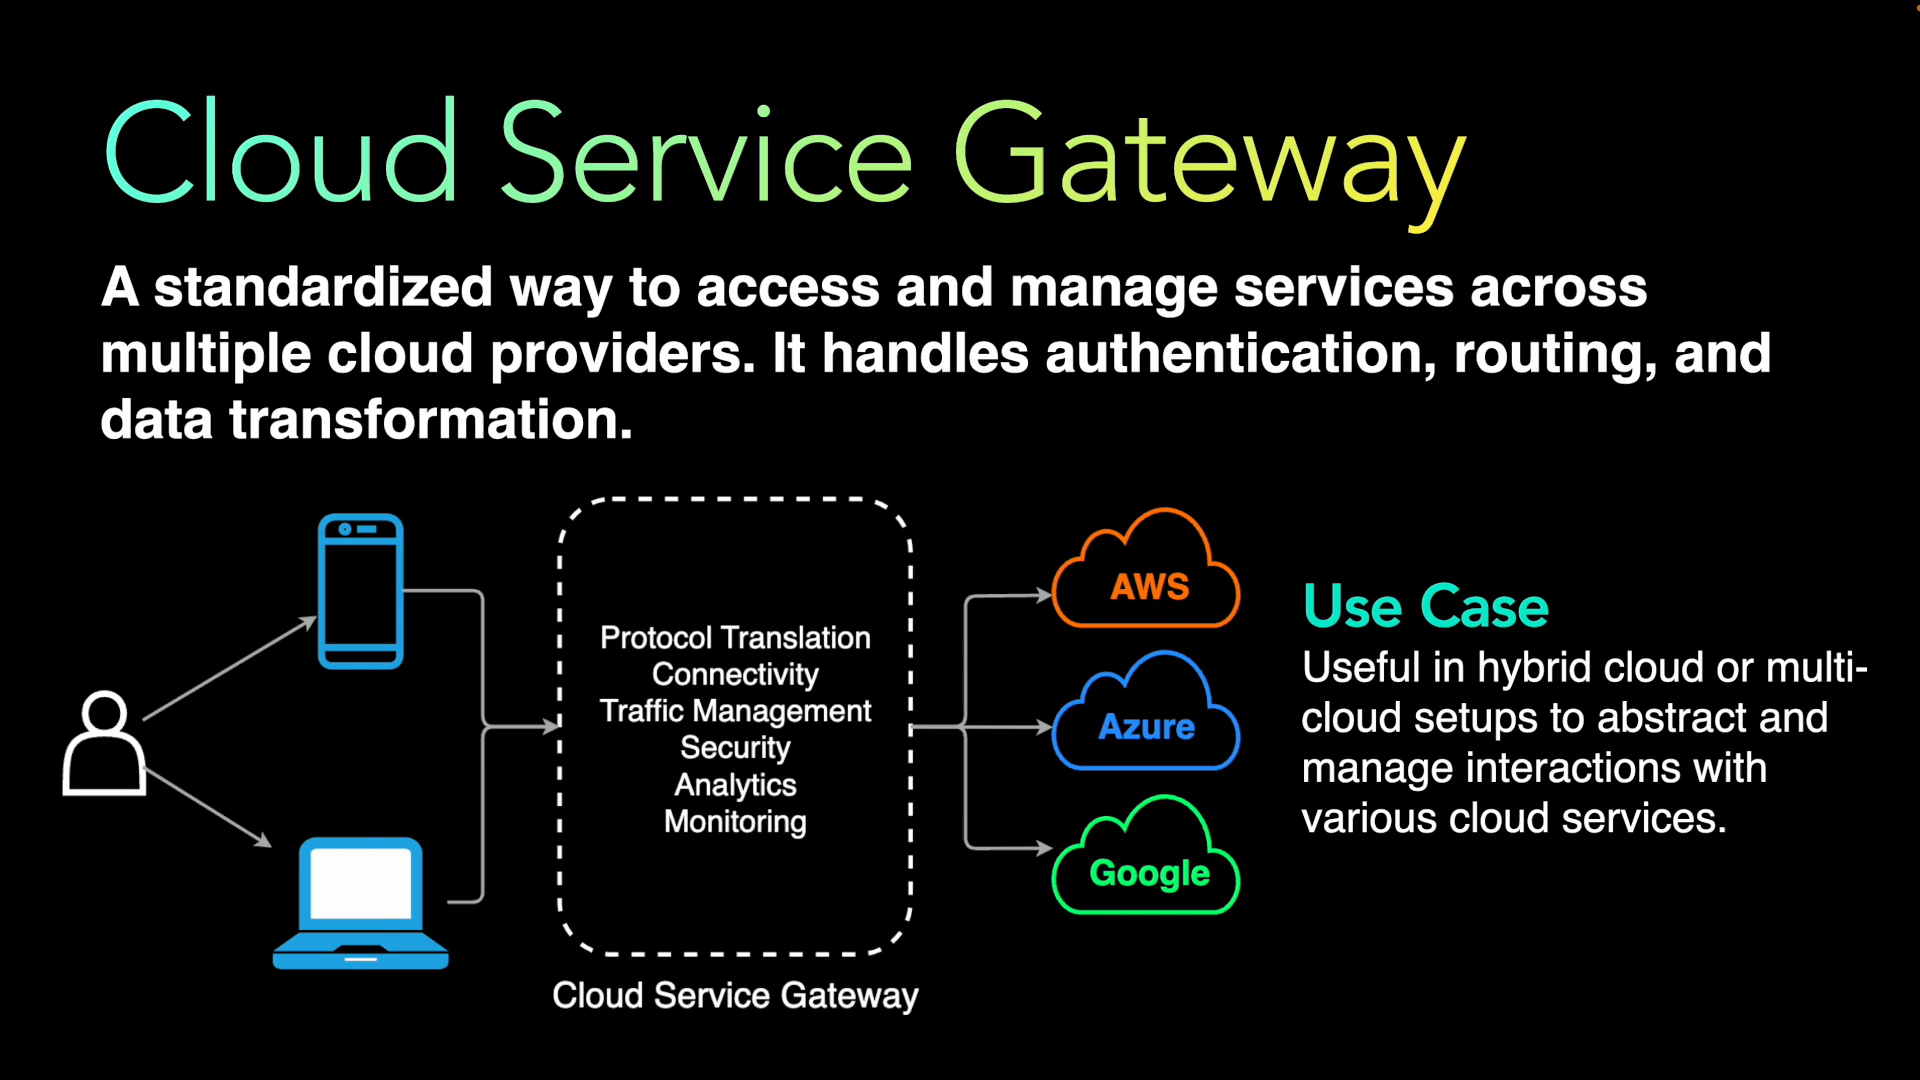 Cloud Service Gateway
A standardized way to access and manage services across
multiple cloud providers. It handles authentication, routing, and
data transformation.
Protocol Translation
Connectivity
Traffic Management
Security
Analytics
Monitoring
Cloud Service Gateway
AWS
Azure
Google
Use Case
Useful in hybrid cloud or multi-
cloud setups to abstract and
manage interactions with
various cloud services.